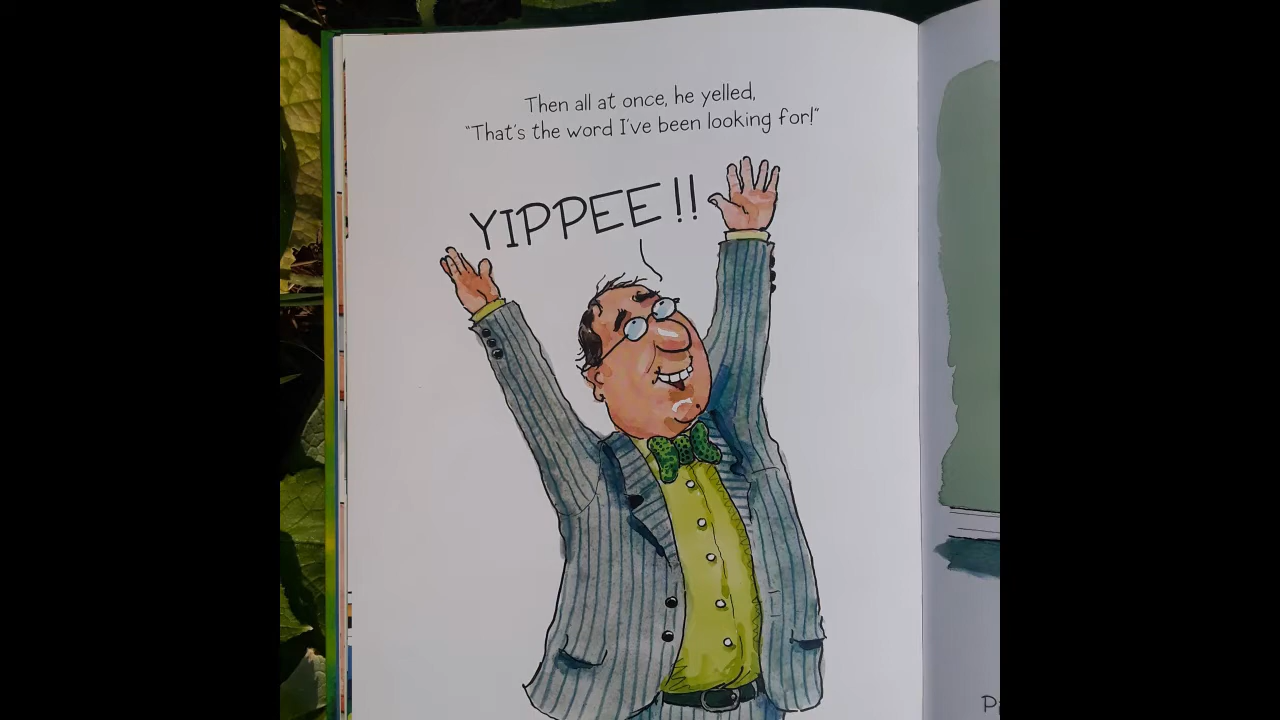 Then all at once, he yelled,
"That's the word I've been looking for!"
YIPPEE!!